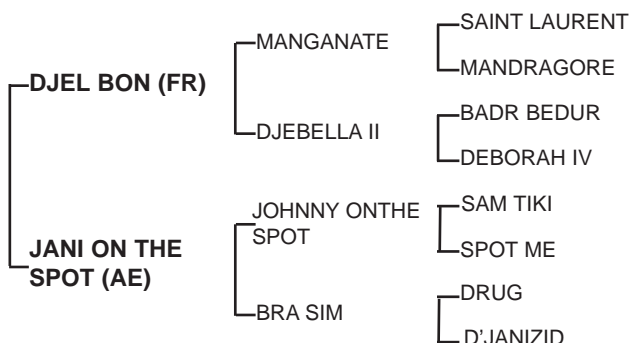 SAINT LAURENT
MANGANATE
MANDRAGORE
DJEL BON (FR)
BADR BEDUR
DJEBELLA II
DEBORAH IV
JOHNNY ONTHE
SPOT
SAM TIKI
SPOT ME
JANI ON THE
SPOT (AE)
DRUG
BRA SIM
D'JANIZID